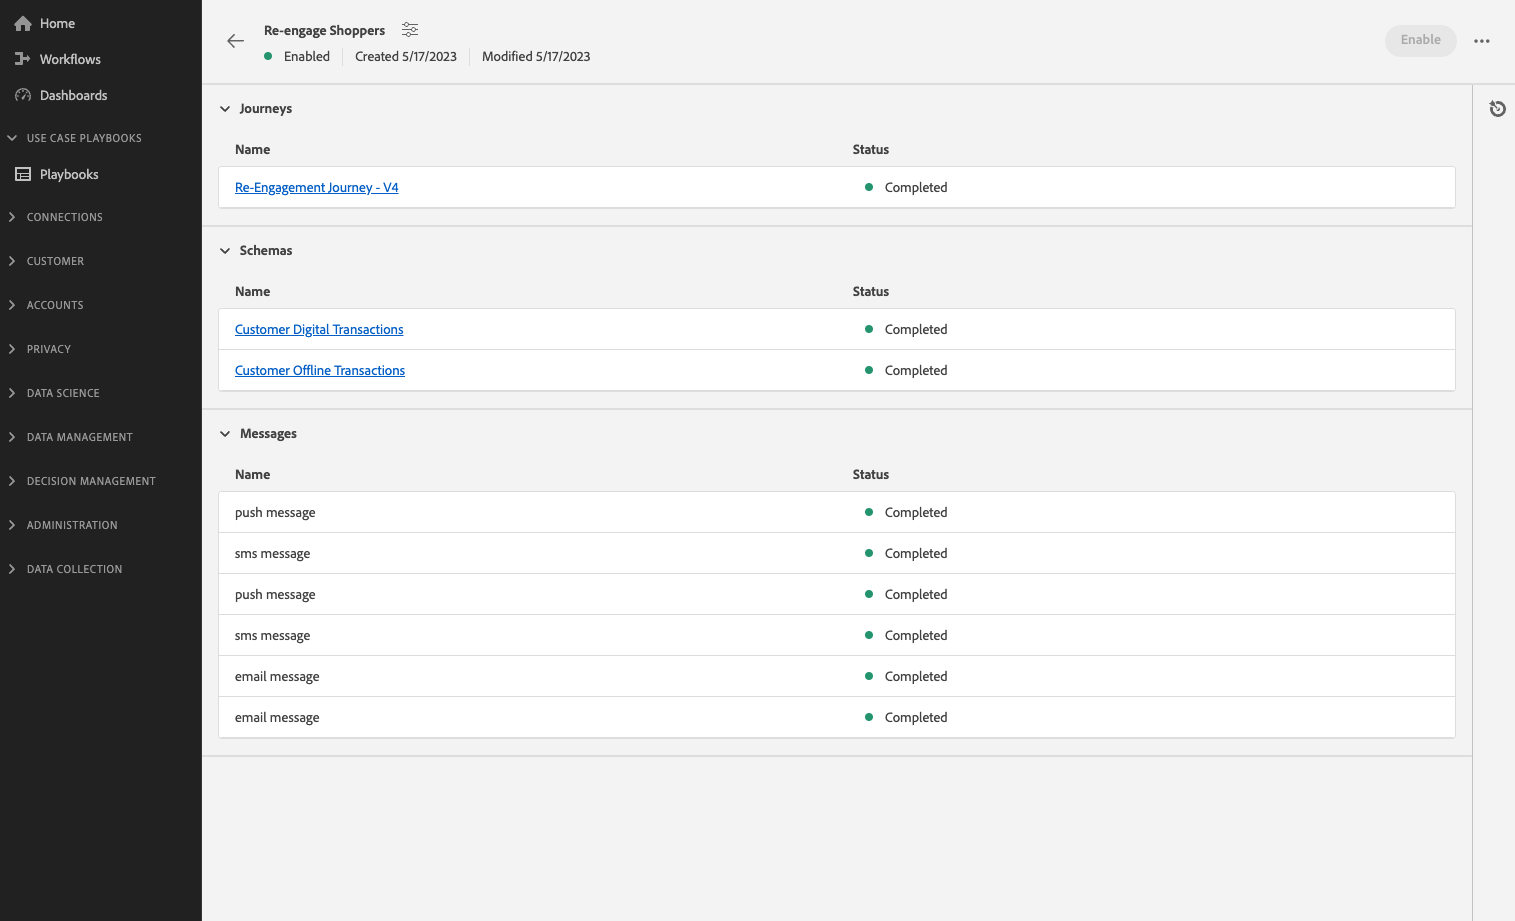 Home
Workflows
Dashboards
USE CASE PLAYBOOKS
Playbooks
CONNECTIONS
CUSTOMER
ACCOUNTS
PRIVACY
DATA SCIENCE
DATA MANAGEMENT
DECISION MANAGEMENT
ADMINISTRATION
DATA COLLECTION
Re-engage Shoppers
Enabled Created 5/17/2023 Modified 5/17/2023
Enable
Journeys
Name Status
Re-Engagement Journey - V4 Completed
Schemas
Name Status
Customer Digital Transactions Completed
Customer Offline Transactions Completed
Messages
Name Status
push message Completed
sms message Completed
push message Completed
sms message Completed
email message Completed
email message Completed